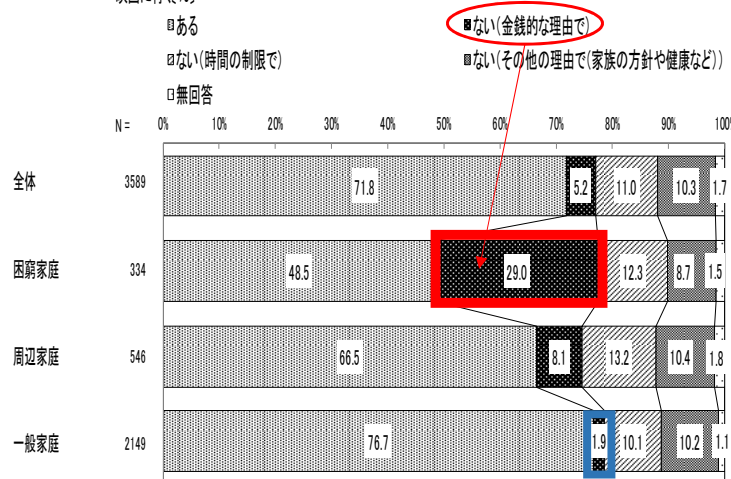 ある
ない(金銭的な理由で)
ない(時間の制限で)
ない(その他の理由で(家族の方針や健康など))
無回答
N= 0% 10% 20% 30% 40% 50% 60% 70% 80% 90% 100%
全体 3589 71.8 5.2 11.0 10.3 1.7
困窮家庭 334 48.5 29.0 12.3 8.7 1.5
周辺家庭 546 66.5 8.1 13.2 10.4 1.8
一般家庭 2149 76.7 1.9 10.1 10.2 1.1